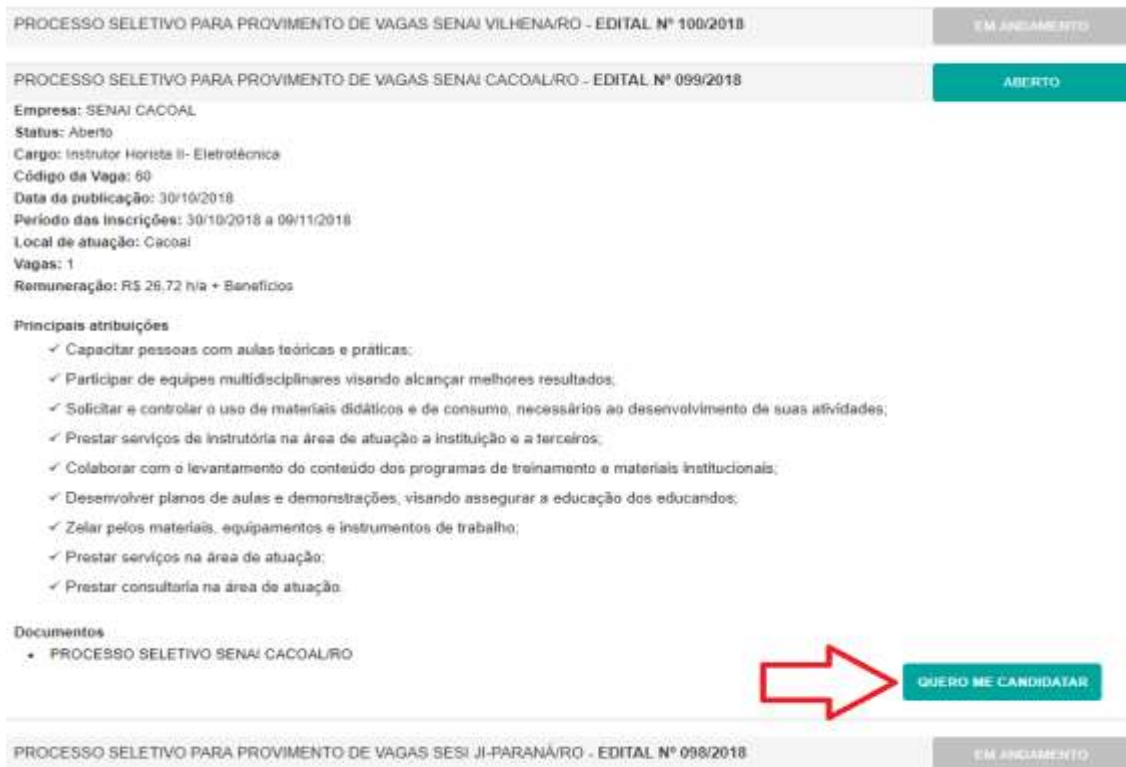 PROCESSO SELETIVO PARA PROVIMENTO DE VAGAS SENAI VILHENA/RO - EDITAL Nº 100/2018 EM ANDAMENTO
PROCESSO SELETIVO PARA PROVIMENTO DE VAGAS SENAI CACOAL/RO - EDITAL Nº 099/2018 ABERTO
Empresa: SENAI CACOAL
Status: Aberto
Cargo: Instrutor Horista II- Eletrotécnica
Código da Vaga: 60
Data da publicação: 30/10/2018
Período das Inscrições: 30/10/2018 a 09/11/2018
Local de atuação: Cacoal
Vagas: 1
Remuneração: R$ 26,72 h/a + Benefícios
Principais atribuições
✓ Capacitar pessoas com aulas teóricas e práticas;
✓ Participar de equipes multidisciplinares visando alcançar melhores resultados;
✓ Solicitar e controlar o uso de materiais didáticos e de consumo, necessários ao desenvolvimento de suas atividades;
✓ Prestar serviços de instrutória na área de atuação a instituição e a terceiros;
✓ Colaborar com o levantamento do conteúdo dos programas de treinamento e materiais institucionais;
✓ Desenvolver planos de aulas e demonstrações, visando assegurar a educação dos educandos;
✓ Zelar pelos materiais, equipamentos e instrumentos de trabalho;
✓ Prestar serviços na área de atuação;
✓ Prestar consultoria na área de atuação.
Documentos
• PROCESSO SELETIVO SENAI CACOAL/RO
QUERO ME CANDIDATAR
PROCESSO SELETIVO PARA PROVIMENTO DE VAGAS SESI JI-PARANÁ/RO - EDITAL Nº 098/2018 EM ANDAMENTO